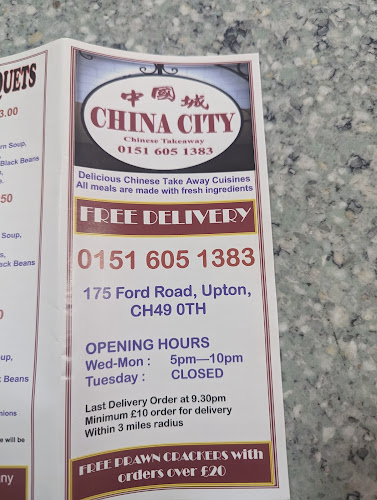 QUETS
3.00
Soup,
Black Beans
50
Soup,
Beans
0
Beans
will be
中國城
CHINA CITY
Chinese Takeaway
0151 605 1383
Delicious Chinese Take Away Cuisines
All meals are made with fresh ingredients
FREE DELIVERY
0151 605 1383
175 Ford Road, Upton,
CH49 0TH
OPENING HOURS
Wed-Mon : 5pm—10pm
Tuesday : CLOSED
Last Delivery Order at 9.30pm
Minimum £10 order for delivery
Within 3 miles radius
FREE PRAWN CRACKERS with
orders over £20